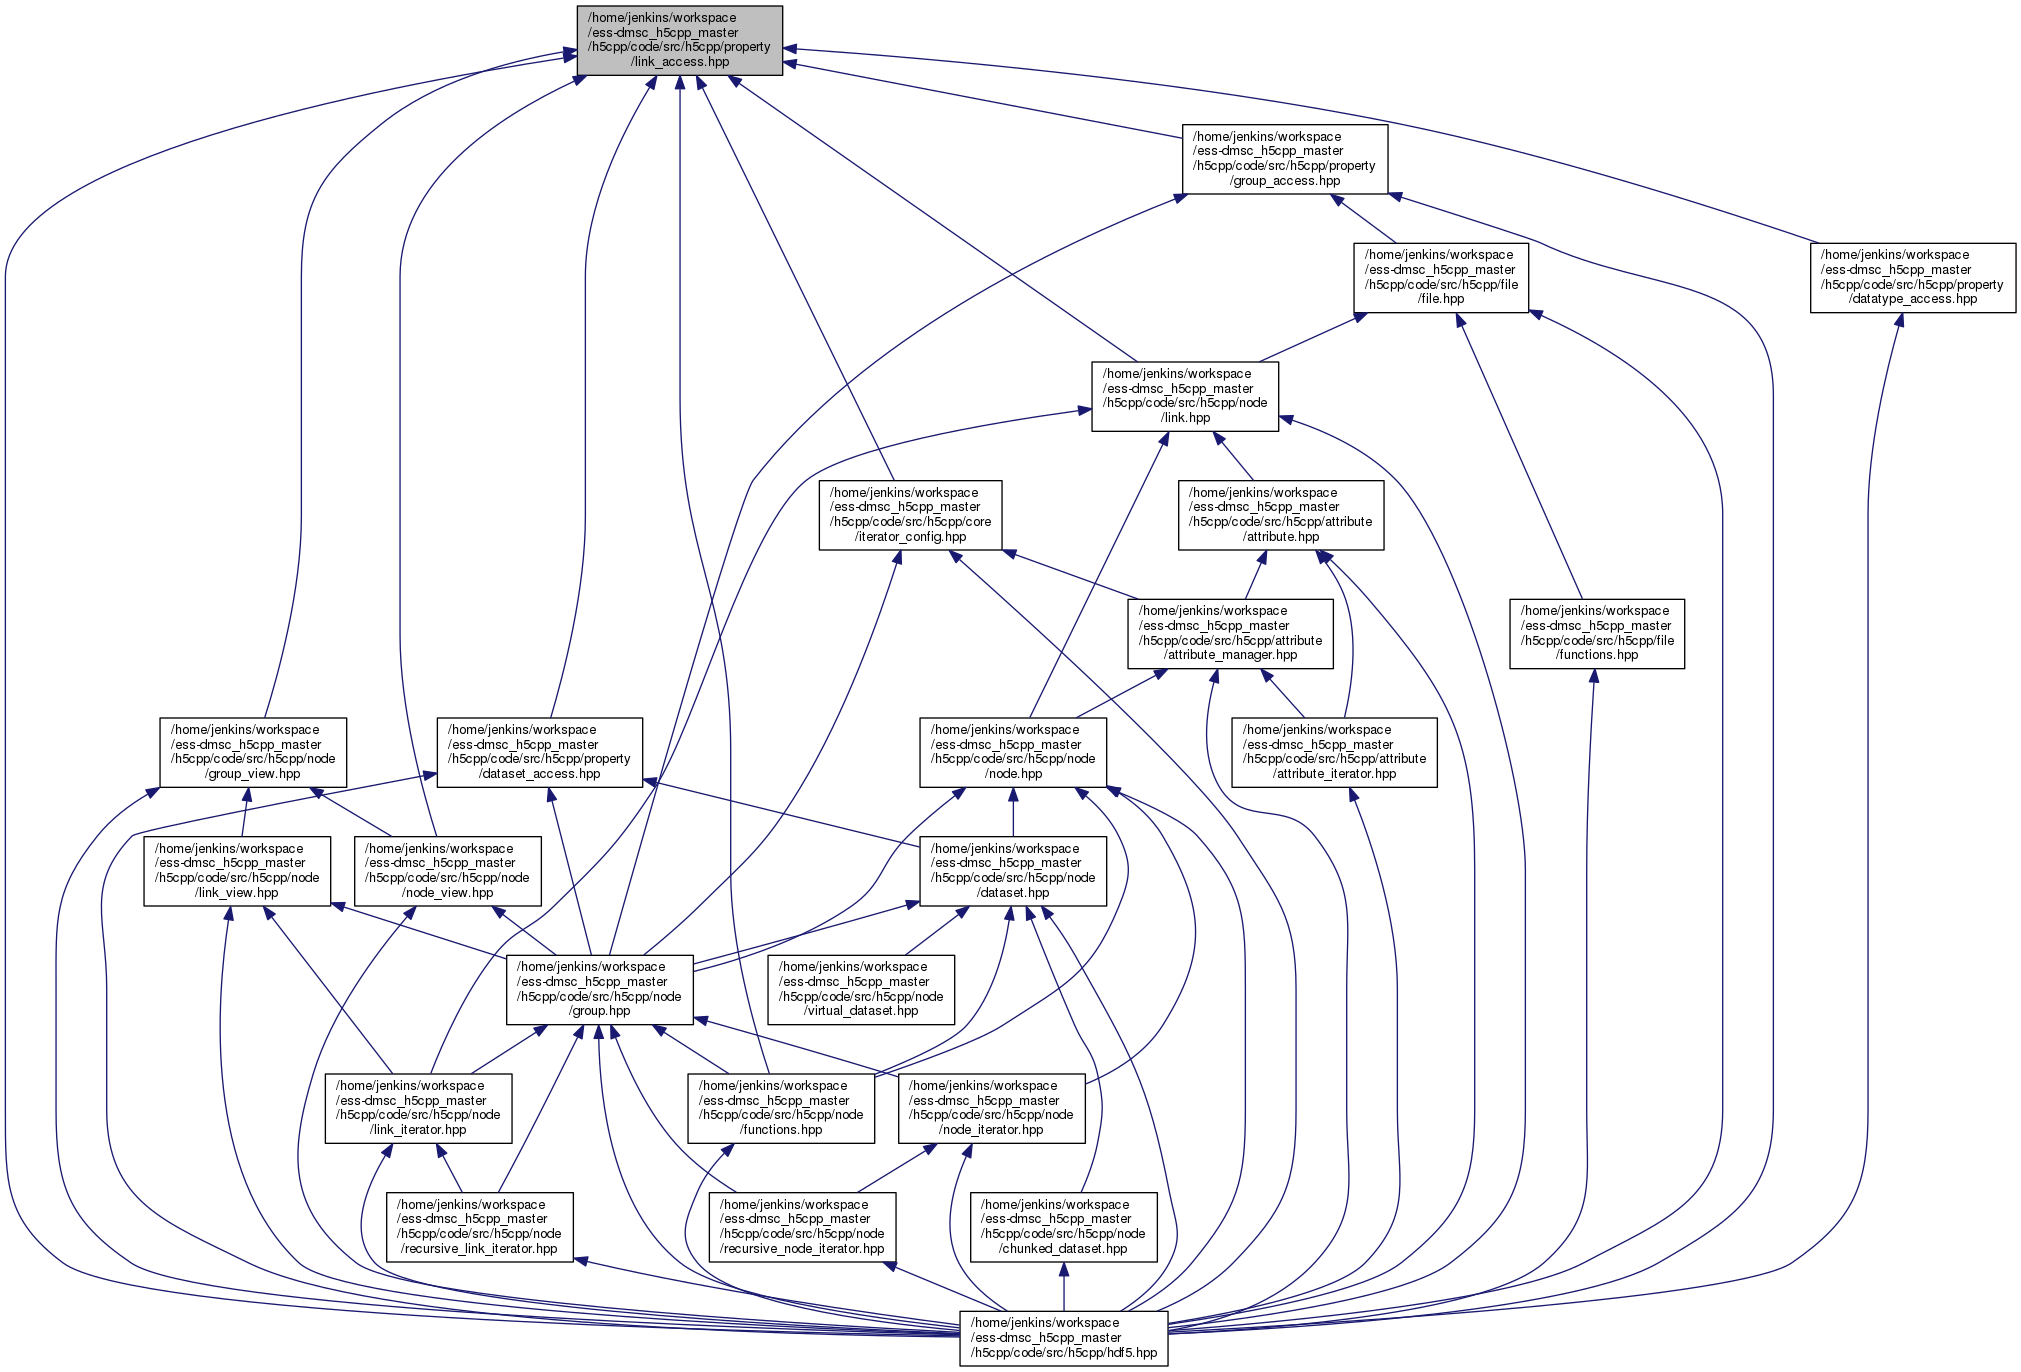 /home/jenkins/workspace
/ess-dmsc_h5cpp_master
/h5cpp/code/src/h5cpp/property
/link_access.hpp
/home/jenkins/workspace
/ess-dmsc_h5cpp_master
/h5cpp/code/src/h5cpp/property
/group_access.hpp
/home/jenkins/workspace
/ess-dmsc_h5cpp_master
/h5cpp/code/src/h5cpp/file
/file.hpp
/home/jenkins/workspace
/ess-dmsc_h5cpp_master
/h5cpp/code/src/h5cpp/property
/datatype_access.hpp
/home/jenkins/workspace
/ess-dmsc_h5cpp_master
/h5cpp/code/src/h5cpp/node
/link.hpp
/home/jenkins/workspace
/ess-dmsc_h5cpp_master
/h5cpp/code/src/h5cpp/core
/iterator_config.hpp
/home/jenkins/workspace
/ess-dmsc_h5cpp_master
/h5cpp/code/src/h5cpp/attribute
/attribute.hpp
/home/jenkins/workspace
/ess-dmsc_h5cpp_master
/h5cpp/code/src/h5cpp/attribute
/attribute_manager.hpp
/home/jenkins/workspace
/ess-dmsc_h5cpp_master
/h5cpp/code/src/h5cpp/file
/functions.hpp
/home/jenkins/workspace
/ess-dmsc_h5cpp_master
/h5cpp/code/src/h5cpp/node
/group_view.hpp
/home/jenkins/workspace
/ess-dmsc_h5cpp_master
/h5cpp/code/src/h5cpp/property
/dataset_access.hpp
/home/jenkins/workspace
/ess-dmsc_h5cpp_master
/h5cpp/code/src/h5cpp/node
/node.hpp
/home/jenkins/workspace
/ess-dmsc_h5cpp_master
/h5cpp/code/src/h5cpp/attribute
/attribute_iterator.hpp
/home/jenkins/workspace
/ess-dmsc_h5cpp_master
/h5cpp/code/src/h5cpp/node
/link_view.hpp
/home/jenkins/workspace
/ess-dmsc_h5cpp_master
/h5cpp/code/src/h5cpp/node
/node_view.hpp
/home/jenkins/workspace
/ess-dmsc_h5cpp_master
/h5cpp/code/src/h5cpp/node
/dataset.hpp
/home/jenkins/workspace
/ess-dmsc_h5cpp_master
/h5cpp/code/src/h5cpp/node
/group.hpp
/home/jenkins/workspace
/ess-dmsc_h5cpp_master
/h5cpp/code/src/h5cpp/node
/virtual_dataset.hpp
/home/jenkins/workspace
/ess-dmsc_h5cpp_master
/h5cpp/code/src/h5cpp/node
/link_iterator.hpp
/home/jenkins/workspace
/ess-dmsc_h5cpp_master
/h5cpp/code/src/h5cpp/node
/functions.hpp
/home/jenkins/workspace
/ess-dmsc_h5cpp_master
/h5cpp/code/src/h5cpp/node
/node_iterator.hpp
/home/jenkins/workspace
/ess-dmsc_h5cpp_master
/h5cpp/code/src/h5cpp/node
/recursive_link_iterator.hpp
/home/jenkins/workspace
/ess-dmsc_h5cpp_master
/h5cpp/code/src/h5cpp/node
/recursive_node_iterator.hpp
/home/jenkins/workspace
/ess-dmsc_h5cpp_master
/h5cpp/code/src/h5cpp/node
/chunked_dataset.hpp
/home/jenkins/workspace
/ess-dmsc_h5cpp_master
/h5cpp/code/src/h5cpp/hdf5.hpp